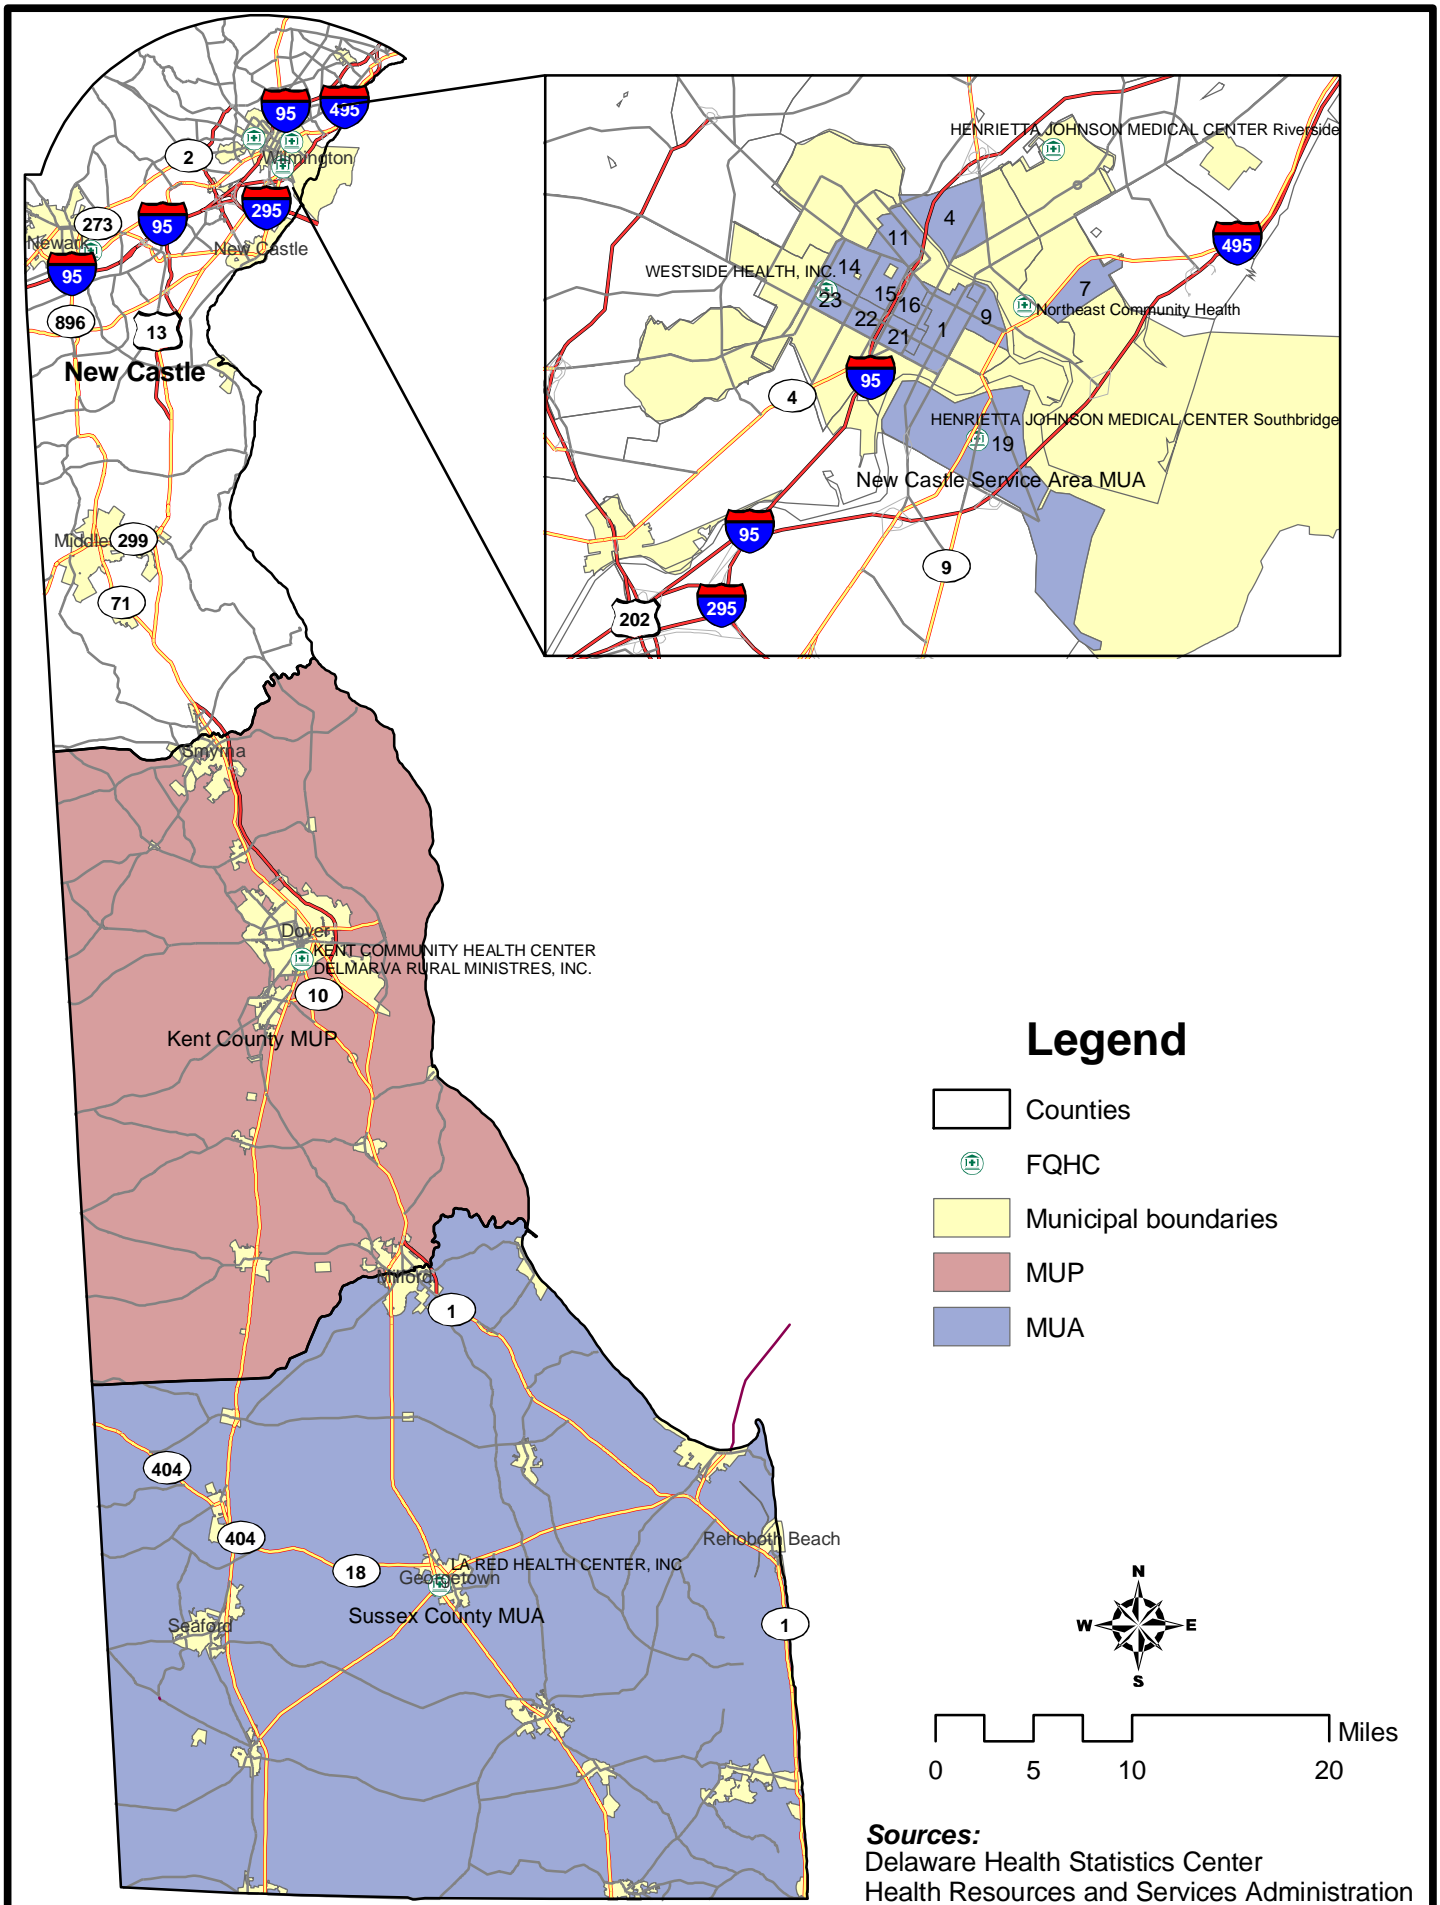 95
495
2
Wilmington
273
95
295
Newark
New Castle
95
896
13
New Castle
Middle
299
71
Smyrna
Dover
KENT COMMUNITY HEALTH CENTER
DELMARVA RURAL MINISTRES, INC.
10
Kent County MUP
Milford
1
404
404
18
LA RED HEALTH CENTER, INC
Georgetown
Rehoboth Beach
Sussex County MUA
Seaford
1
HENRIETTA JOHNSON MEDICAL CENTER Riverside
4
11
495
14
WESTSIDE HEALTH, INC.
7
23
15
16
9
Northeast Community Health
22
21
1
95
4
HENRIETTA JOHNSON MEDICAL CENTER Southbridge
19
New Castle Service Area MUA
95
9
295
202
Legend
Counties
FQHC
Municipal boundaries
MUP
MUA
N
W E
S
Miles
0 5 10 20
Sources:
Delaware Health Statistics Center
Health Resources and Services Administration